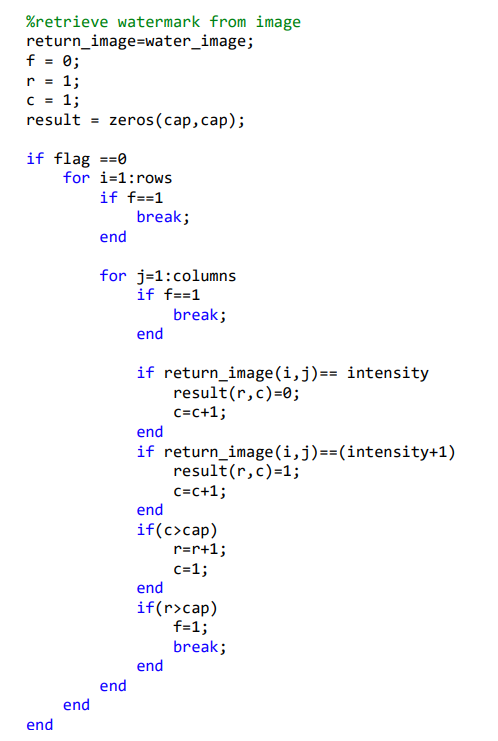 %retrieve watermark from image
return_image=water_image;
f = 0;
r = 1;
c = 1;
result = zeros(cap,cap);

if flag ==0
    for i=1:rows
        if f==1
            break;
        end

        for j=1:columns
            if f==1
                break;
            end

            if return_image(i,j)== intensity
                result(r,c)=0;
                c=c+1;
            end
            if return_image(i,j)==(intensity+1)
                result(r,c)=1;
                c=c+1;
            end
            if(c>cap)
                r=r+1;
                c=1;
            end
            if(r>cap)
                f=1;
                break;
            end
        end
    end
end